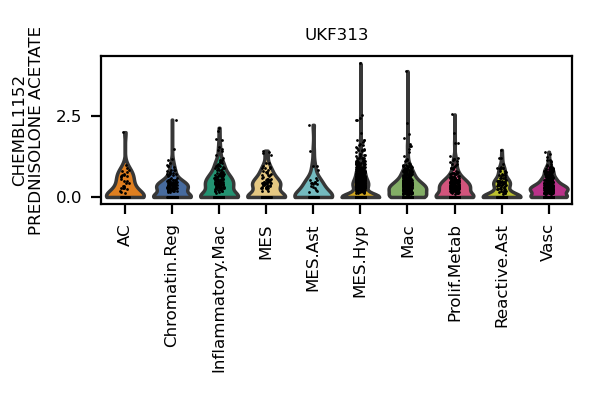 UKF313
CHEMBL1152
PREDNISOLONE ACETATE
2.5
0.0
AC
Chromatin.Reg
Inflammatory.Mac
MES
MES.Ast
MES.Hyp
Mac
Prolif.Metab
Reactive.Ast
Vasc